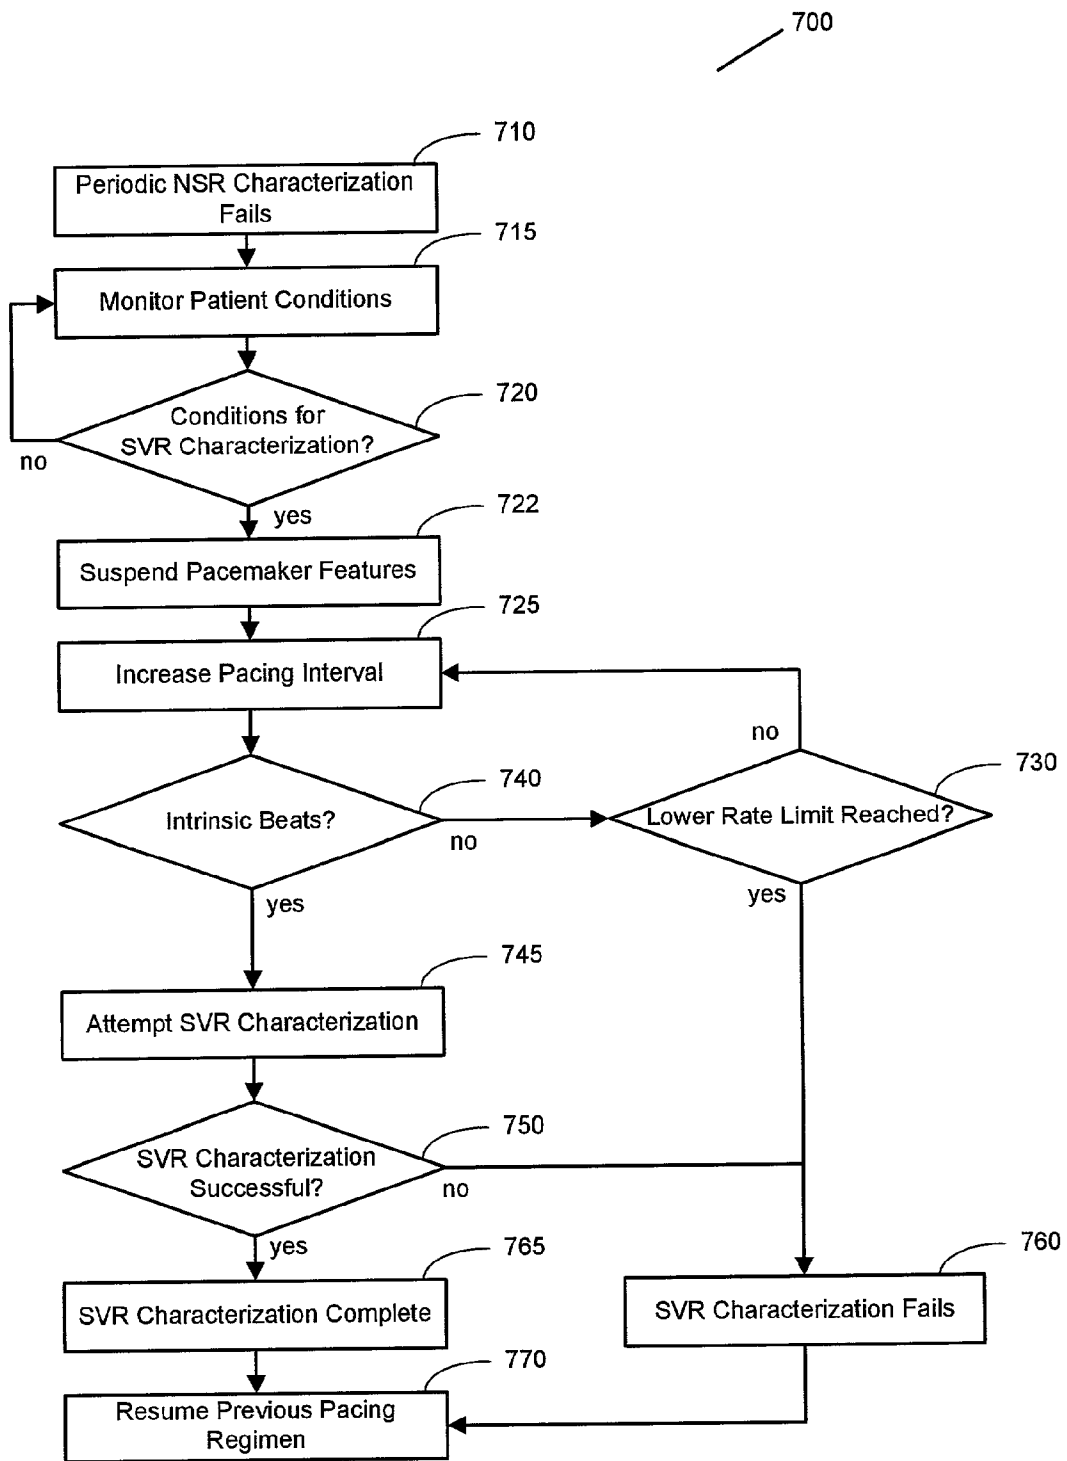 700
710
Periodic NSR Characterization
Fails
715
Monitor Patient Conditions
720
Conditions for
SVR Characterization?
no
yes
722
Suspend Pacemaker Features
725
Increase Pacing Interval
no
740
730
Intrinsic Beats?
Lower Rate Limit Reached?
no
yes
yes
745
Attempt SVR Characterization
750
SVR Characterization
Successful?
no
yes
765
760
SVR Characterization Complete
SVR Characterization Fails
770
Resume Previous Pacing
Regimen